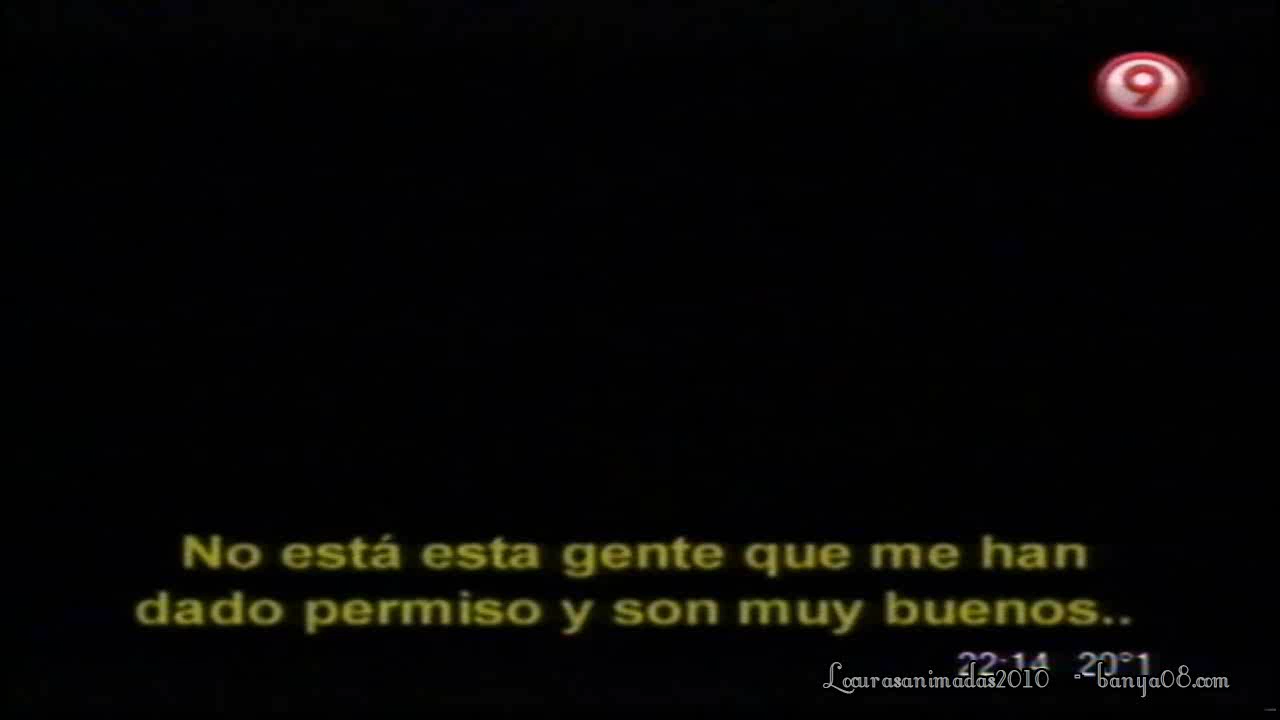 9
No está esta gente que me han
dado permiso y son muy buenos..
22:14 20°1
Locurasanimadas2010 - banya08.com